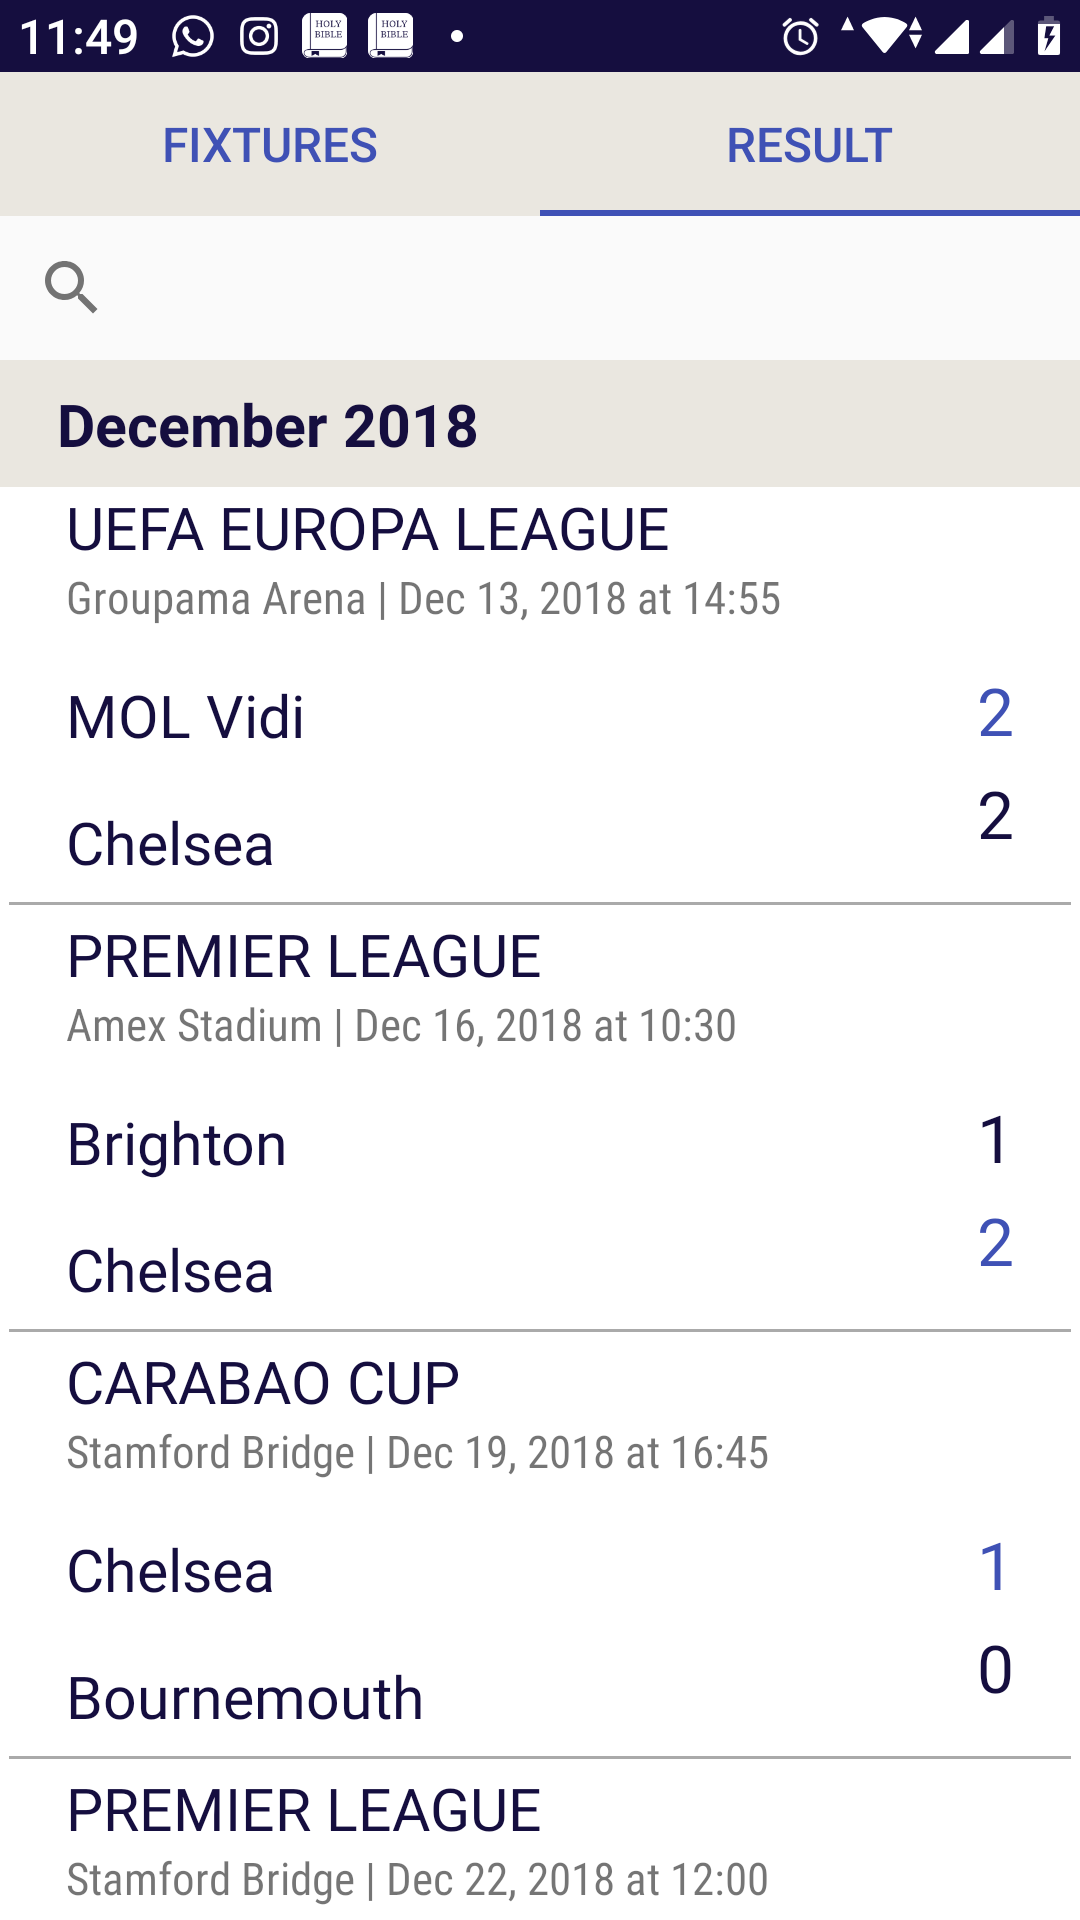 11:49
HOLY BIBLE HOLY BIBLE
FIXTURES RESULT
December 2018
UEFA EUROPA LEAGUE
Groupama Arena | Dec 13, 2018 at 14:55
MOL Vidi 2
Chelsea 2
PREMIER LEAGUE
Amex Stadium | Dec 16, 2018 at 10:30
Brighton 1
Chelsea 2
CARABAO CUP
Stamford Bridge | Dec 19, 2018 at 16:45
Chelsea 1
Bournemouth 0
PREMIER LEAGUE
Stamford Bridge | Dec 22, 2018 at 12:00